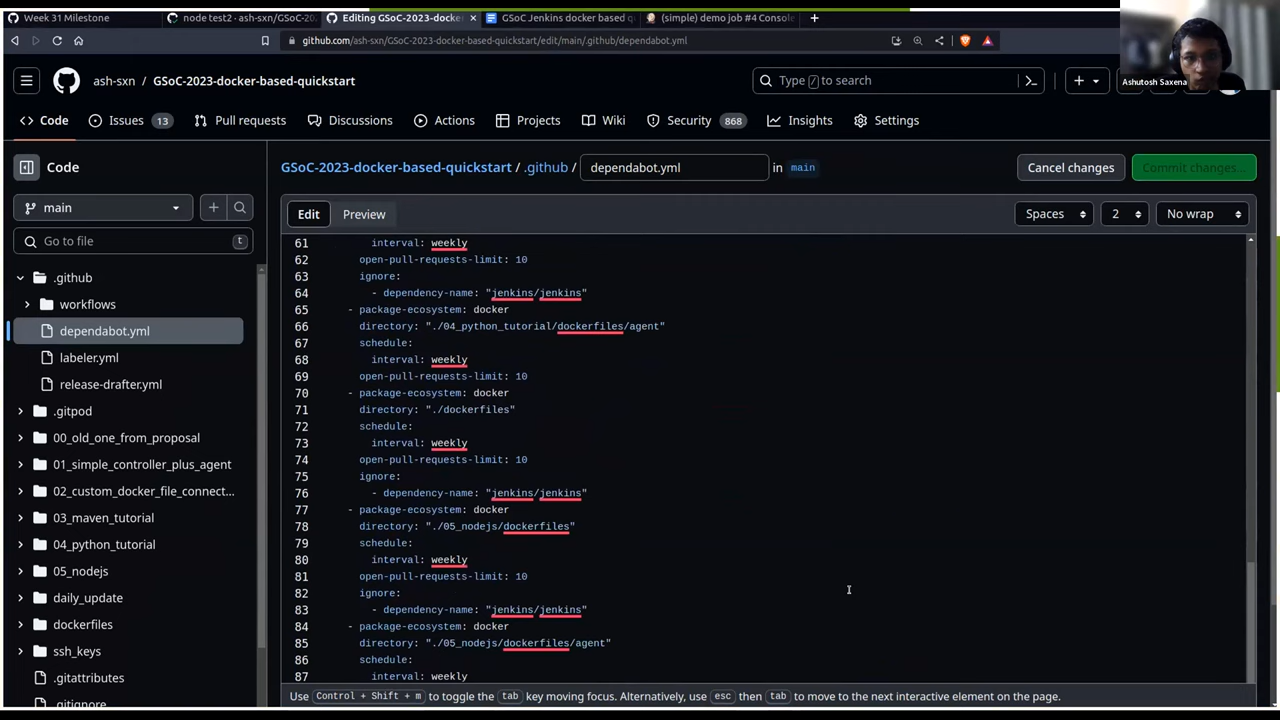 Week 31 Milestone
node test2 · ash-sxn/GSoC-20
Editing GSoC-2023-docke
GSoC Jenkins docker based q
(simple) demo job #4 Consol
github.com/ash-sxn/GSoC-2023-docker-based-quickstart/edit/main/.github/dependabot.yml
Ashutosh Saxena
ash-sxn / GSoC-2023-docker-based-quickstart
Type / to search
Code
Issues 13
Pull requests
Discussions
Actions
Projects
Wiki
Security 868
Insights
Settings
Code
GSoC-2023-docker-based-quickstart / .github / dependabot.yml in main
Cancel changes
Commit changes...
main
Go to file t
.github
workflows
dependabot.yml
labeler.yml
release-drafter.yml
.gitpod
00_old_one_from_proposal
01_simple_controller_plus_agent
02_custom_docker_file_connect...
03_maven_tutorial
04_python_tutorial
05_nodejs
daily_update
dockerfiles
ssh_keys
.gitattributes
.gitignore
Edit
Preview
Spaces
2
No wrap
61 interval: weekly
62 open-pull-requests-limit: 10
63 ignore:
64 - dependency-name: "jenkins/jenkins"
65 - package-ecosystem: docker
66 directory: "./04_python_tutorial/dockerfiles/agent"
67 schedule:
68 interval: weekly
69 open-pull-requests-limit: 10
70 - package-ecosystem: docker
71 directory: "./dockerfiles"
72 schedule:
73 interval: weekly
74 open-pull-requests-limit: 10
75 ignore:
76 - dependency-name: "jenkins/jenkins"
77 - package-ecosystem: docker
78 directory: "./05_nodejs/dockerfiles"
79 schedule:
80 interval: weekly
81 open-pull-requests-limit: 10
82 ignore:
83 - dependency-name: "jenkins/jenkins"
84 - package-ecosystem: docker
85 directory: "./05_nodejs/dockerfiles/agent"
86 schedule:
87 interval: weekly
Use Control + Shift + m to toggle the tab key moving focus. Alternatively, use esc then tab to move to the next interactive element on the page.